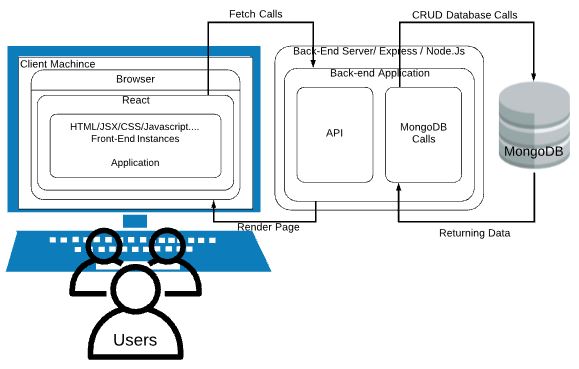 Fetch Calls
CRUD Database Calls
Client Machince
Browser
React
HTML/JSX/CSS/Javascript....
Front-End Instances
Application
Back-End Server/ Express / Node.Js
Back-end Application
API
MongoDB
Calls
MongoDB
Render Page
Returning Data
Users